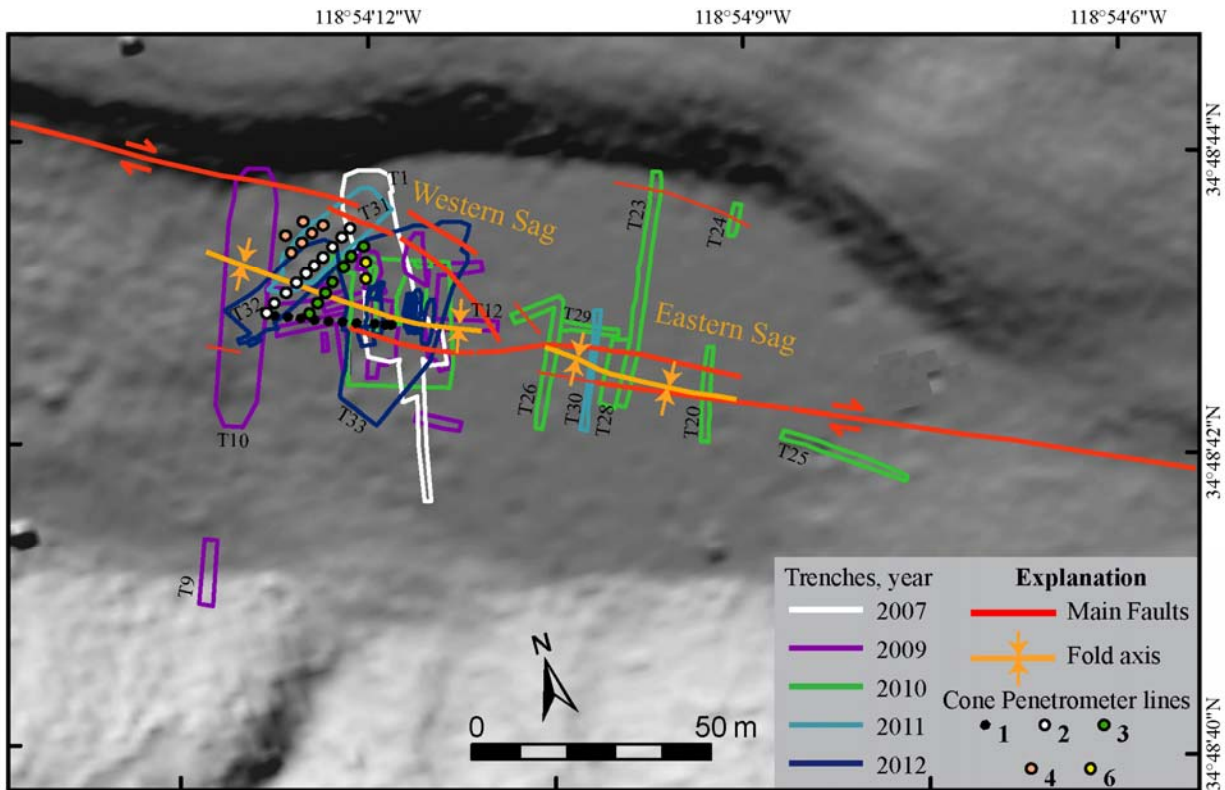 118°54'12"W
118°54'9"W
118°54'6"W
34°48'44"N
34°48'42"N
34°48'40"N
T1
T31
Western Sag
T23
T24
T32
T12
T29
Eastern Sag
T33
T10
T26
T30
T28
T20
T25
T9
N
0 50 m
Trenches, year
2007
2009
2010
2011
2012
Explanation
Main Faults
Fold axis
Cone Penetrometer lines
1 2 3
4 6